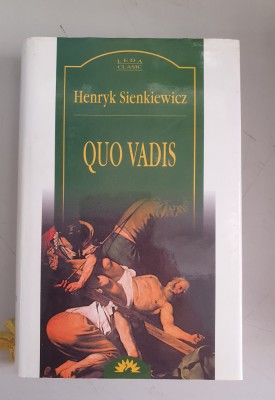 LEDA
CLASIC
Henryk Sienkiewicz
QUO VADIS